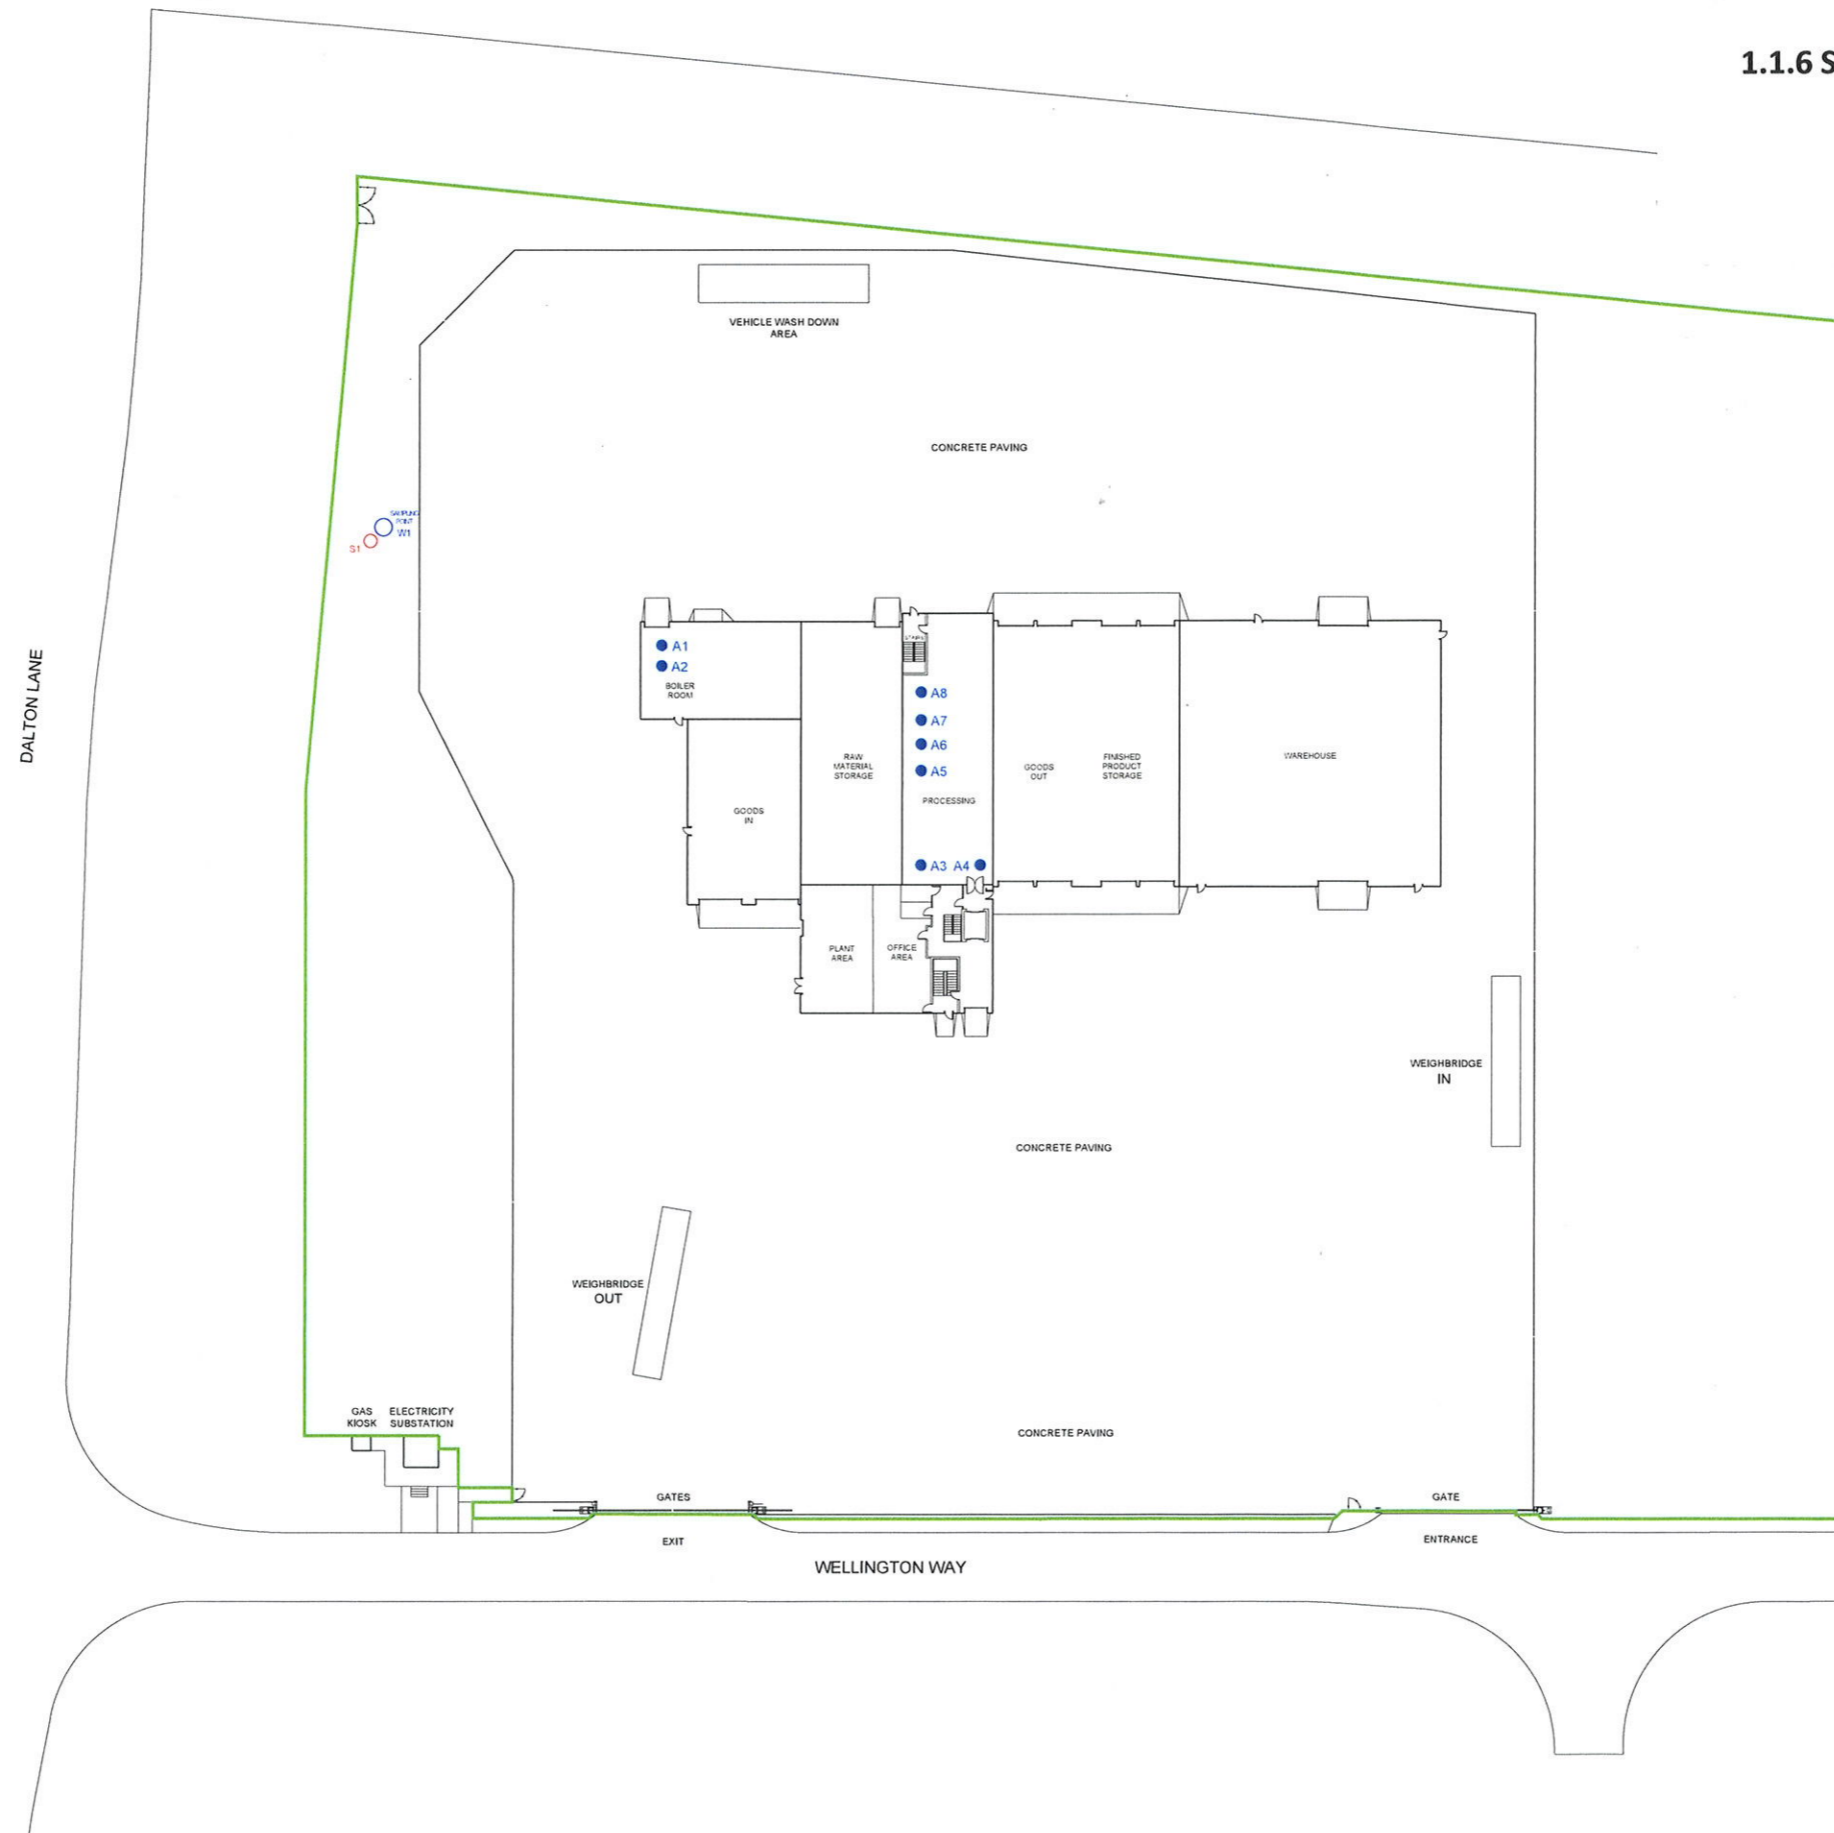 1.1.6 S
VEHICLE WASH DOWN
AREA
CONCRETE PAVING
SAMPLING
POINT
W1
S1
DALTON LANE
A1
A2
BOILER
ROOM
STAIRS
A8
A7
A6
A5
PROCESSING
A3 A4
RAW
MATERIAL
STORAGE
GOODS
IN
GOODS
OUT
FINISHED
PRODUCT
STORAGE
WAREHOUSE
PLANT
AREA
OFFICE
AREA
WEIGHBRIDGE
IN
CONCRETE PAVING
WEIGHBRIDGE
OUT
GAS
KIOSK
ELECTRICITY
SUBSTATION
CONCRETE PAVING
GATES
GATE
EXIT
ENTRANCE
WELLINGTON WAY